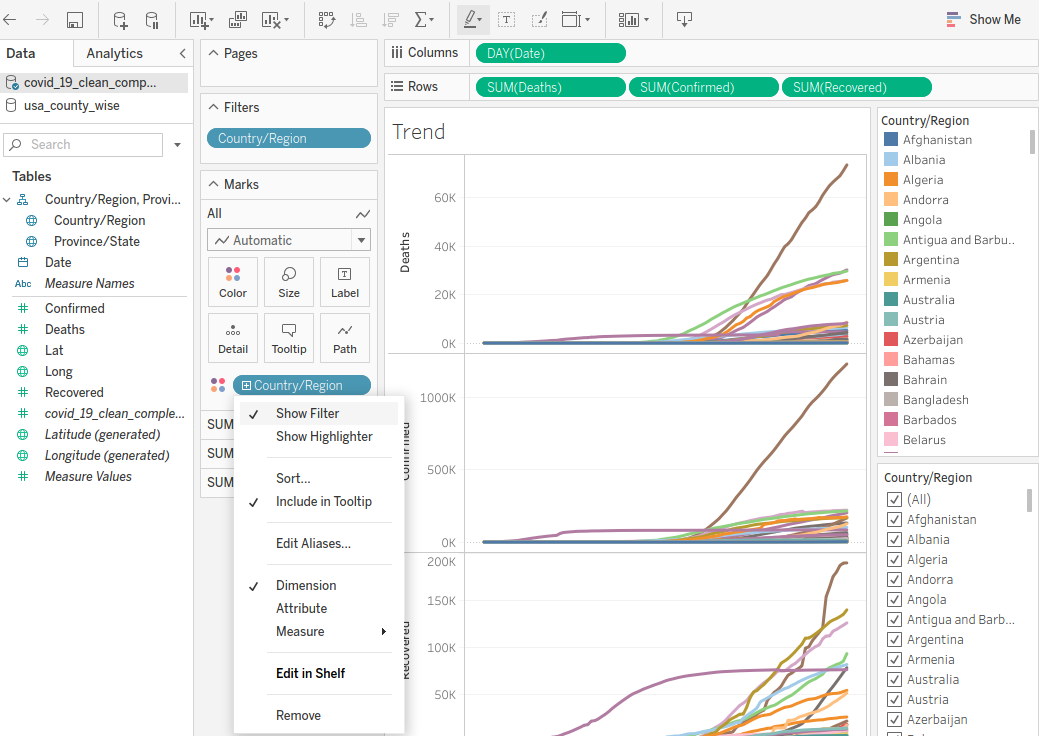 Show Me
Data
Analytics
covid_19_clean_comp...
usa_county_wise
Search
Tables
Country/Region, Provi...
Country/Region
Province/State
Date
Abc Measure Names
Confirmed
Deaths
Lat
Long
Recovered
covid_19_clean_comple...
Latitude (generated)
Longitude (generated)
Measure Values
Pages
Filters
Country/Region
Marks
All
Automatic
Color
Size
Label
Detail
Tooltip
Path
Country/Region
SUM
SUM
SUM
Show Filter
Show Highlighter
Sort...
Include in Tooltip
Edit Aliases...
Dimension
Attribute
Measure
Edit in Shelf
Remove
Columns
DAY(Date)
Rows
SUM(Deaths)
SUM(Confirmed)
SUM(Recovered)
Trend
Deaths
60K
40K
20K
0K
Confirmed
1000K
500K
0K
Recovered
200K
150K
100K
50K
Country/Region
Afghanistan
Albania
Algeria
Andorra
Angola
Antigua and Barbu..
Argentina
Armenia
Australia
Austria
Azerbaijan
Bahamas
Bahrain
Bangladesh
Barbados
Belarus
Country/Region
(All)
Afghanistan
Albania
Algeria
Andorra
Angola
Antigua and Barb...
Argentina
Armenia
Australia
Austria
Azerbaijan